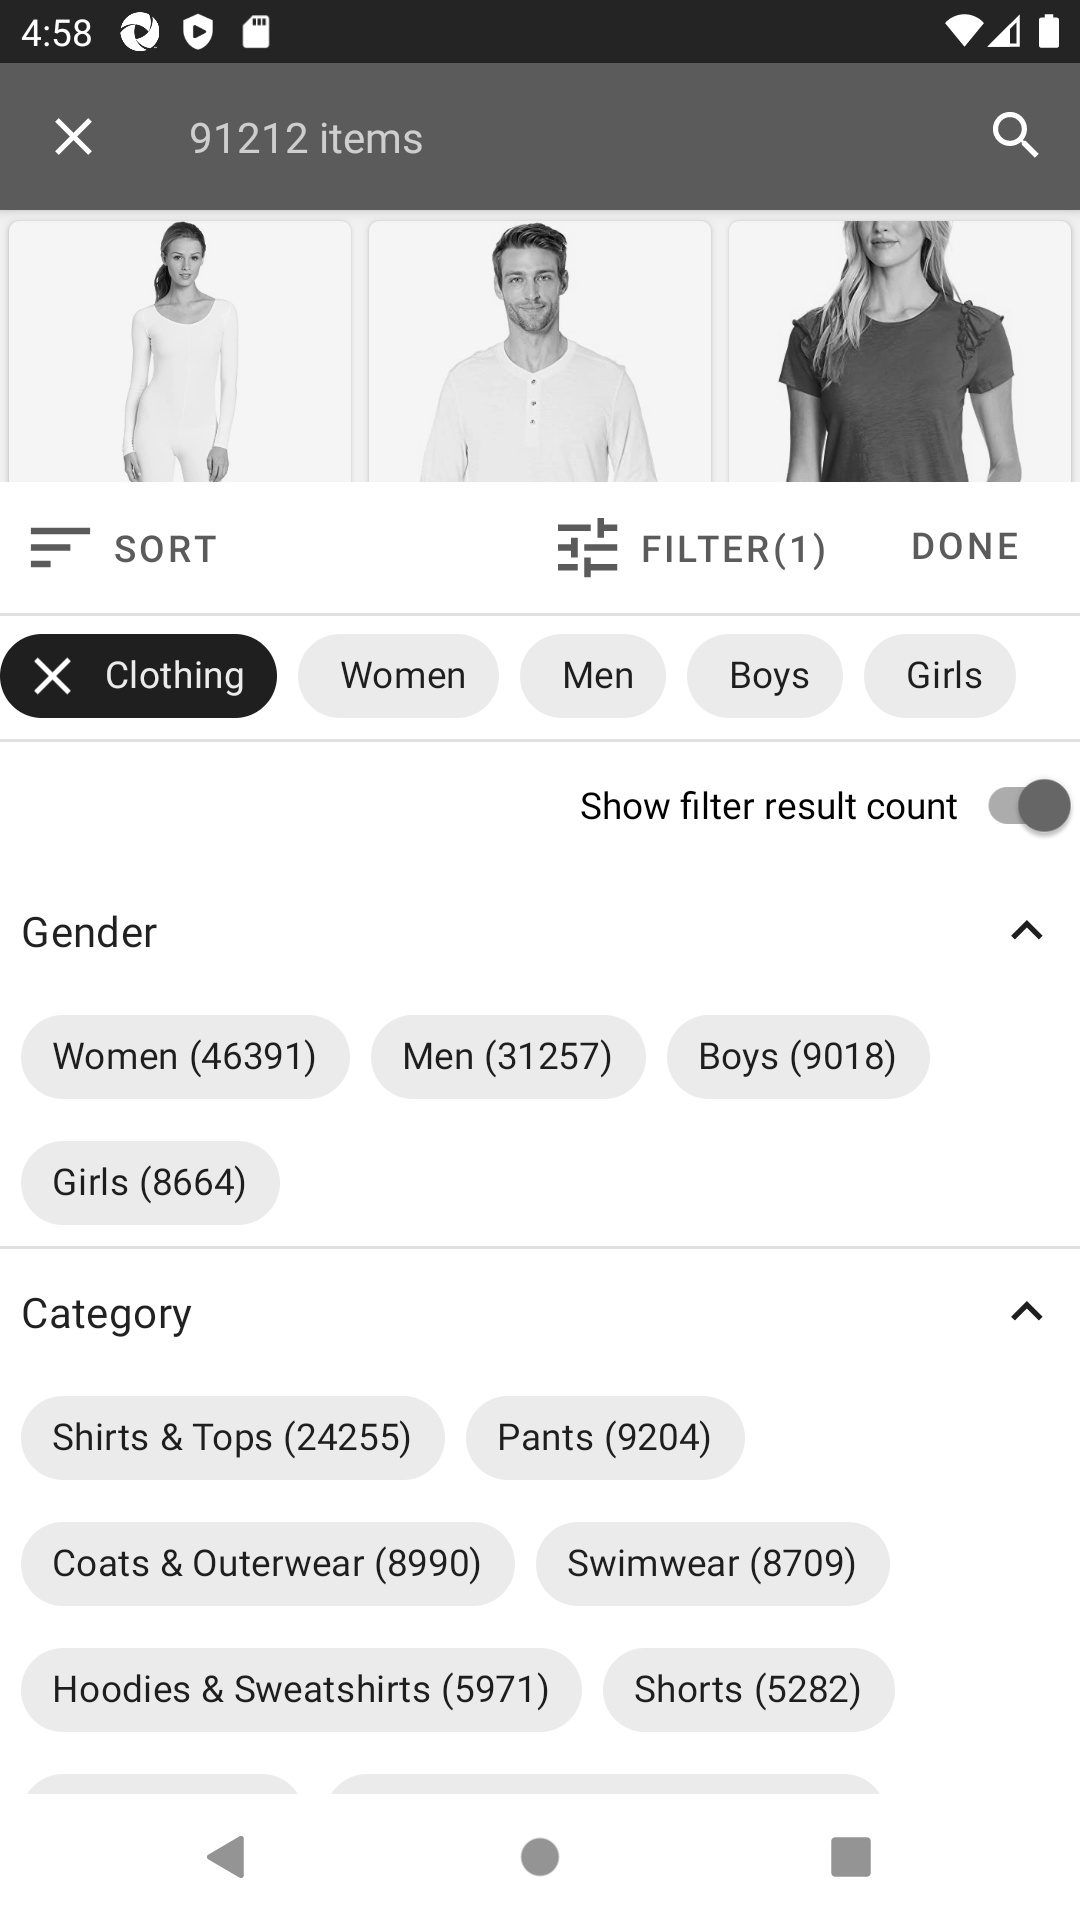 4:58
91212 items
SORT
FILTER(1)
DONE
Clothing
Women
Men
Boys
Girls
Show filter result count
Gender
Women (46391)
Men (31257)
Boys (9018)
Girls (8664)
Category
Shirts & Tops (24255)
Pants (9204)
Coats & Outerwear (8990)
Swimwear (8709)
Hoodies & Sweatshirts (5971)
Shorts (5282)